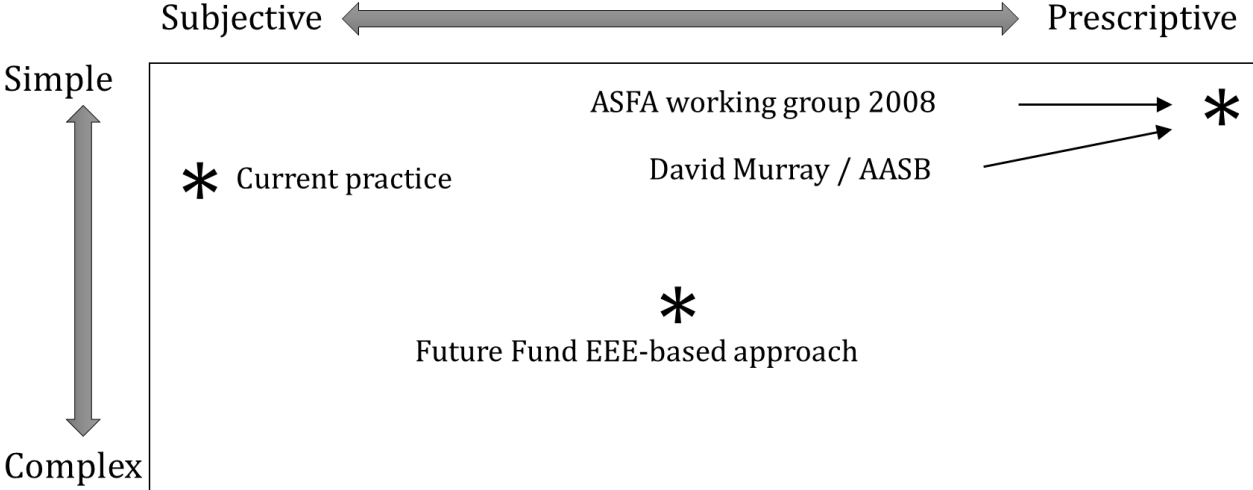 Subjective
Prescriptive
Simple
ASFA working group 2008
*
David Murray / AASB
* Current practice
*
Future Fund EEE-based approach
Complex